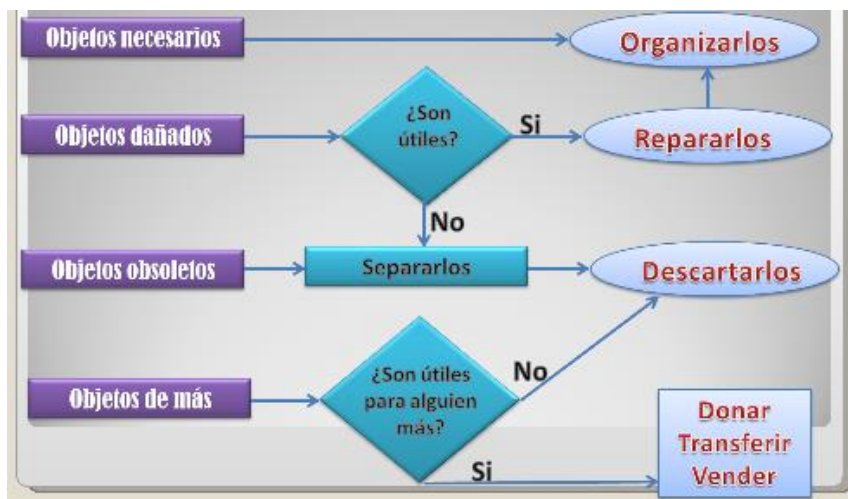 Objetos necesarios
Organizarlos
¿Son
útiles?
Si
Objetos dañados
Repararlos
No
Objetos obsoletos
Separarlos
Descartarlos
¿Son útiles
para alguien
más?
No
Objetos de más
Donar
Transferir
Vender
Si